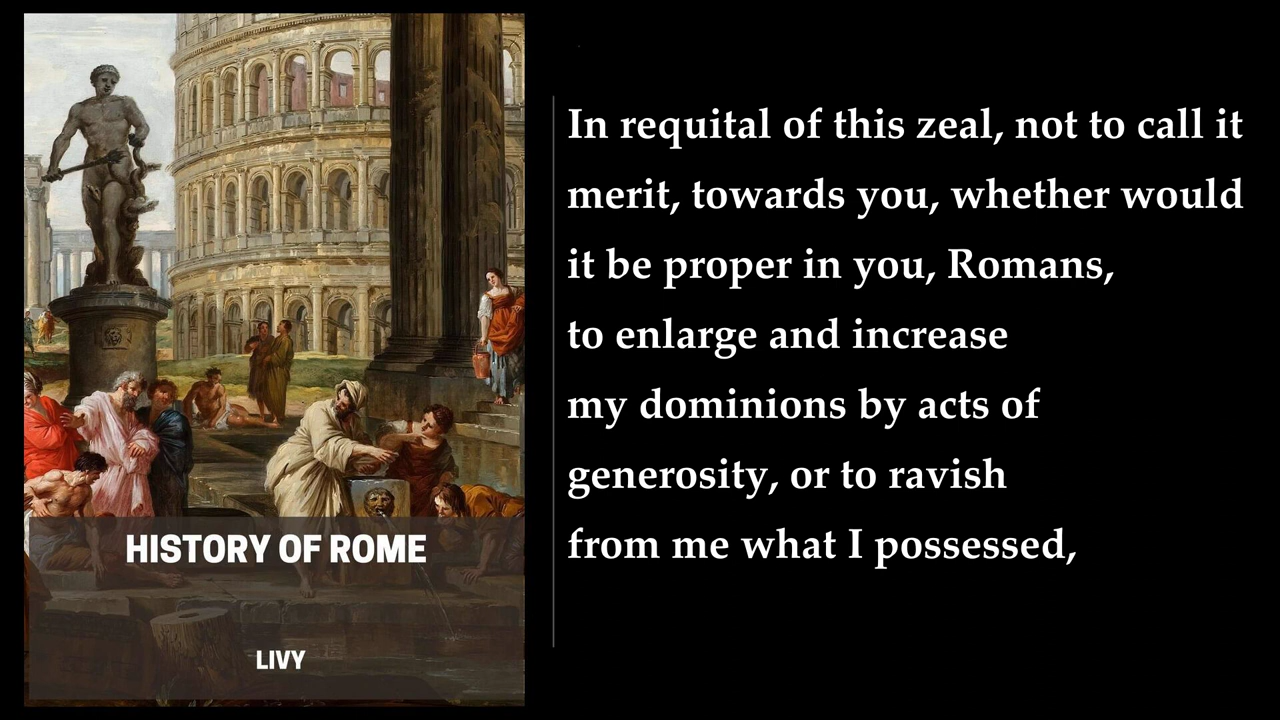 In requital of this zeal, not to call it
merit, towards you, whether would
it be proper in you, Romans,
to enlarge and increase
my dominions by acts of
generosity, or to ravish
from me what I possessed,
HISTORY OF ROME
LIVY